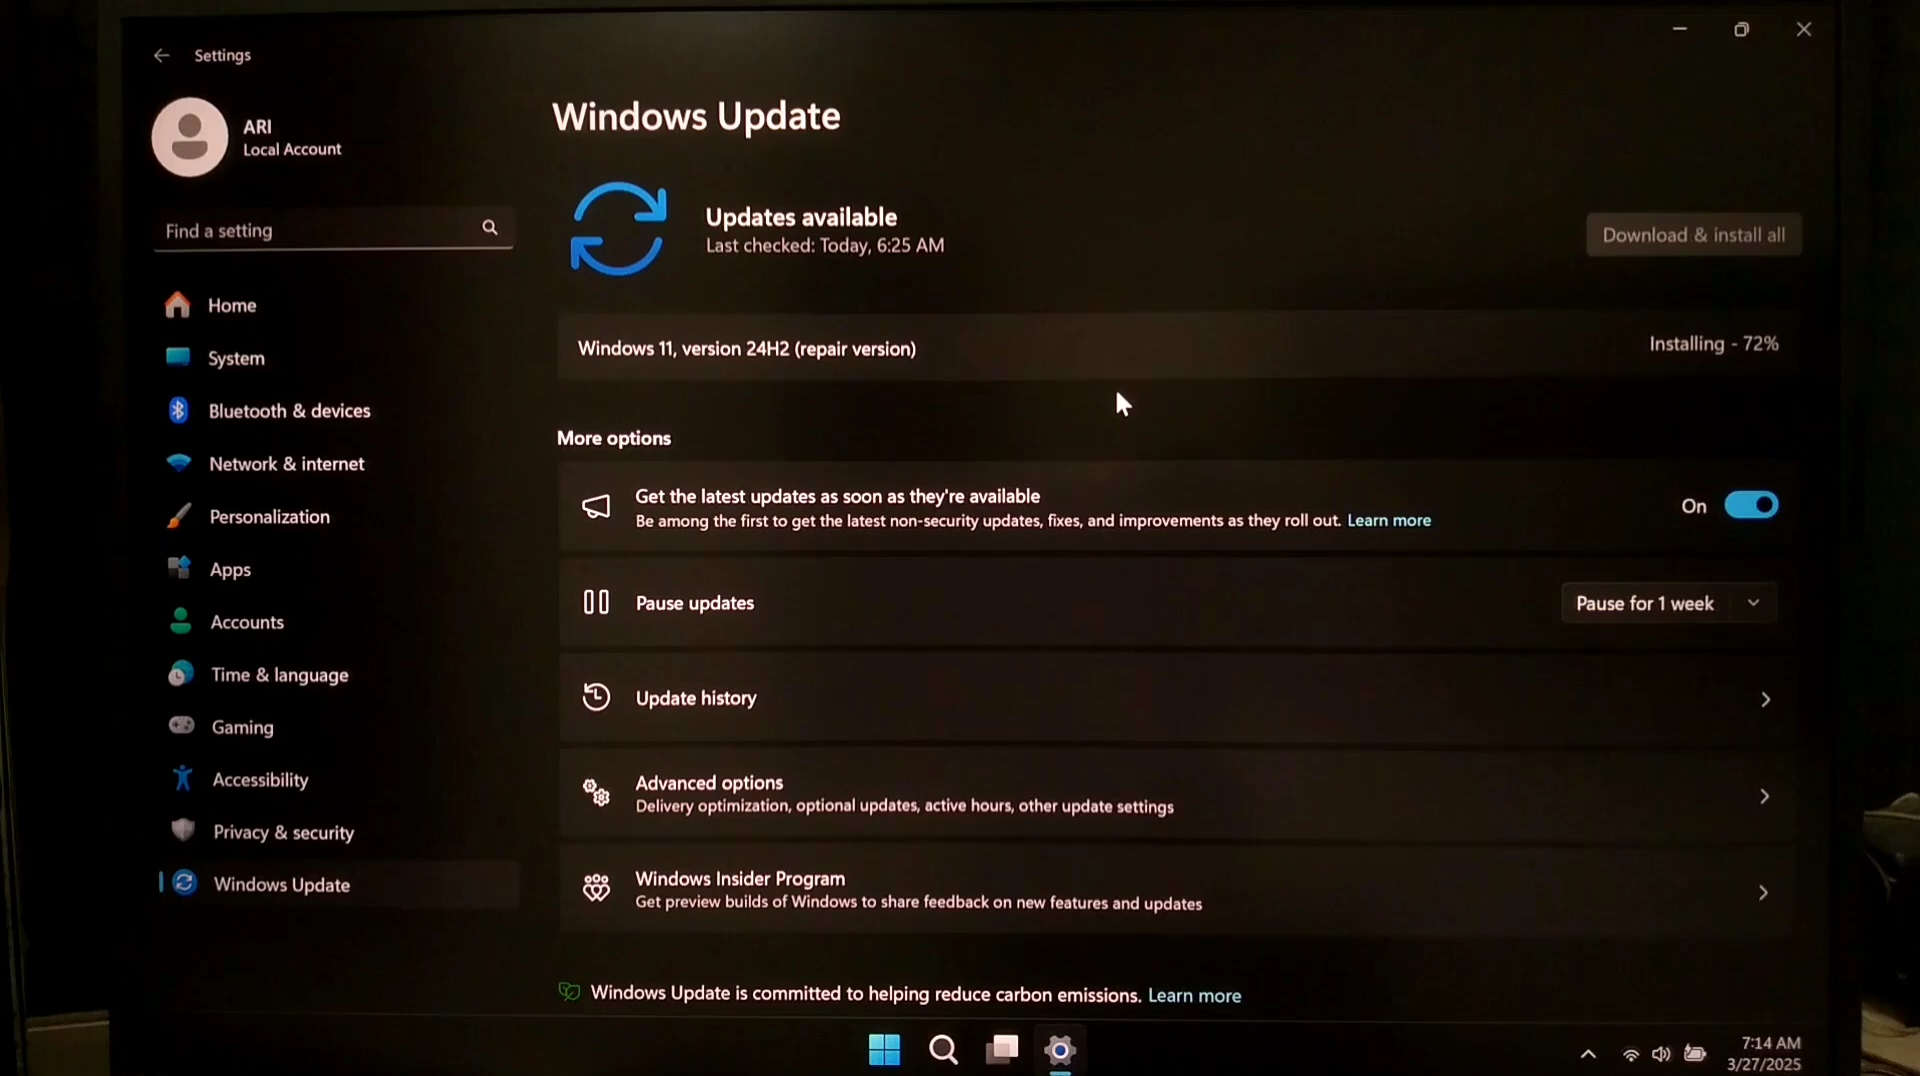 Settings
ARI
Local Account
Find a setting
Home
System
Bluetooth & devices
Network & internet
Personalization
Apps
Accounts
Time & language
Gaming
Accessibility
Privacy & security
Windows Update
Windows Update
Updates available
Last checked: Today, 6:25 AM
Download & install all
Windows 11, version 24H2 (repair version)
Installing - 72%
More options
Get the latest updates as soon as they're available
Be among the first to get the latest non-security updates, fixes, and improvements as they roll out. Learn more
On
Pause updates
Pause for 1 week
Update history
Advanced options
Delivery optimization, optional updates, active hours, other update settings
Windows Insider Program
Get preview builds of Windows to share feedback on new features and updates
Windows Update is committed to helping reduce carbon emissions. Learn more
7:14 AM
3/27/2025